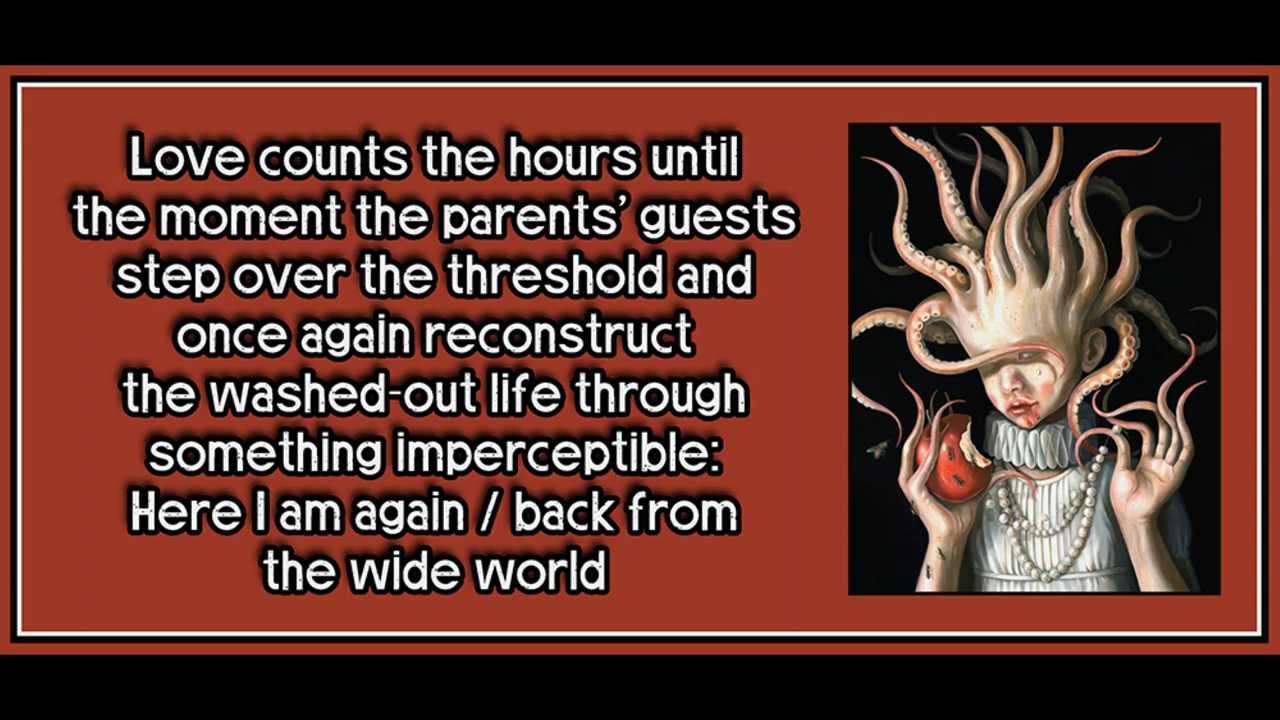 Love counts the hours until
the moment the parents’ guests
step over the threshold and
once again reconstruct
the washed-out life through
something imperceptible:
Here I am again / back from
the wide world